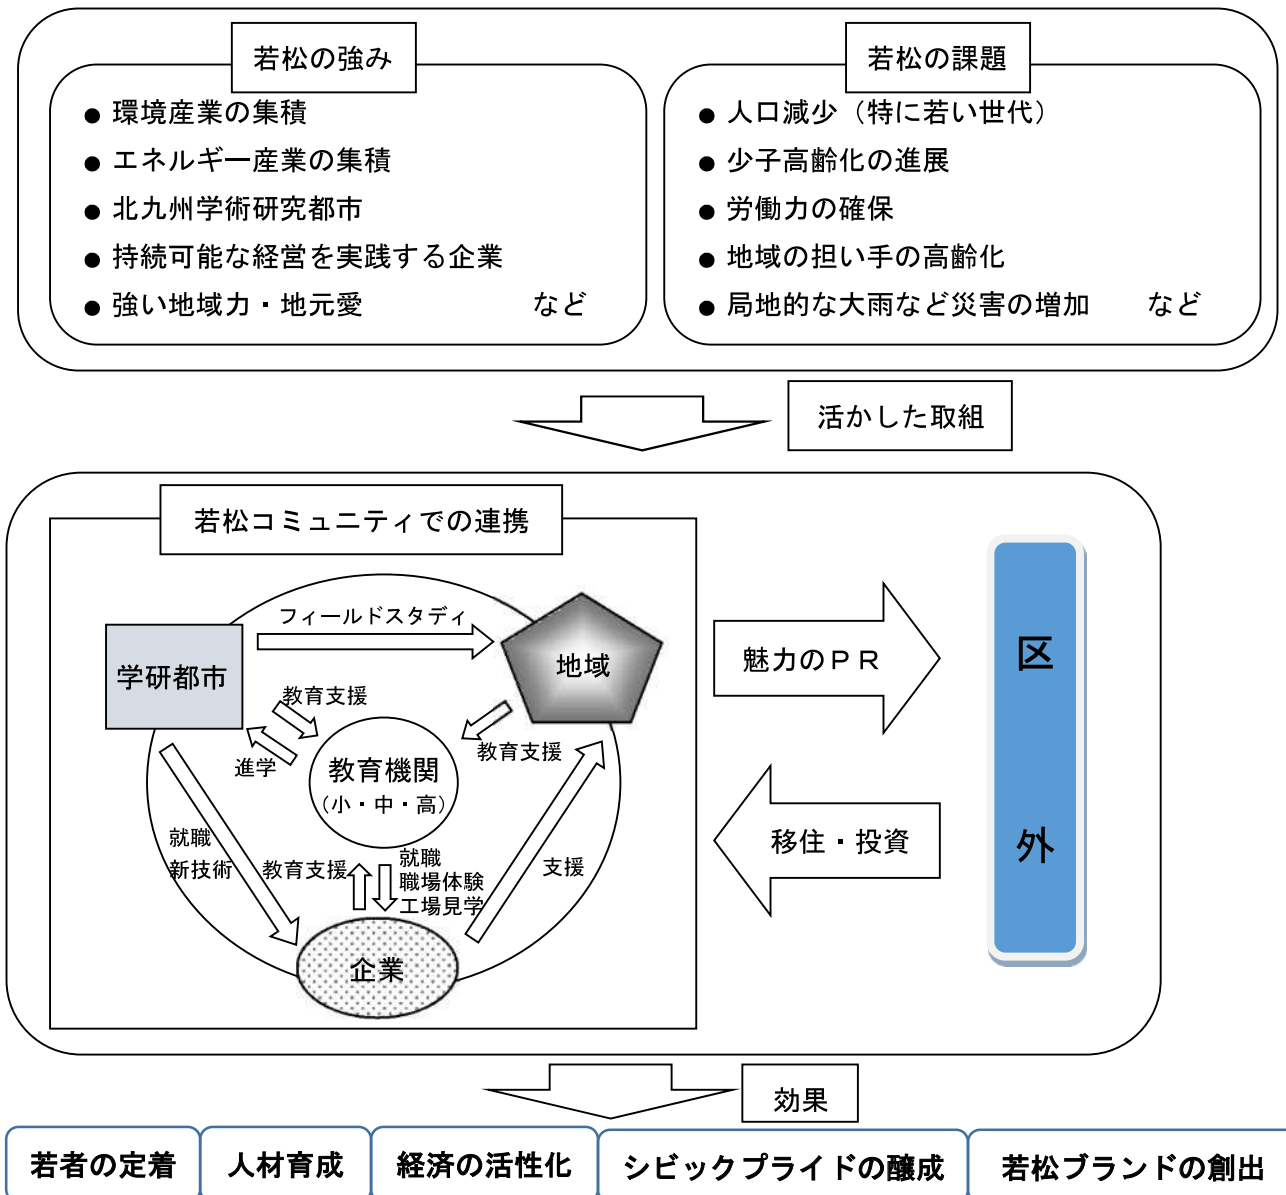 若松の強み
● 環境産業の集積
● エネルギー産業の集積
● 北九州学術研究都市
● 持続可能な経営を実践する企業
● 強い地域力・地元愛 など
若松の課題
● 人口減少（特に若い世代）
● 少子高齢化の進展
● 労働力の確保
● 地域の担い手の高齢化
● 局地的な大雨など災害の増加 など
活かした取組
若松コミュニティでの連携
フィールドスタディ
学研都市
地域
教育支援
進学
教育支援
教育機関
（小・中・高）
就職
新技術
教育支援
就職
職場体験
工場見学
支援
企業
魅力のＰＲ
移住・投資
区
外
効果
若者の定着
人材育成
経済の活性化
シビックプライドの醸成
若松ブランドの創出